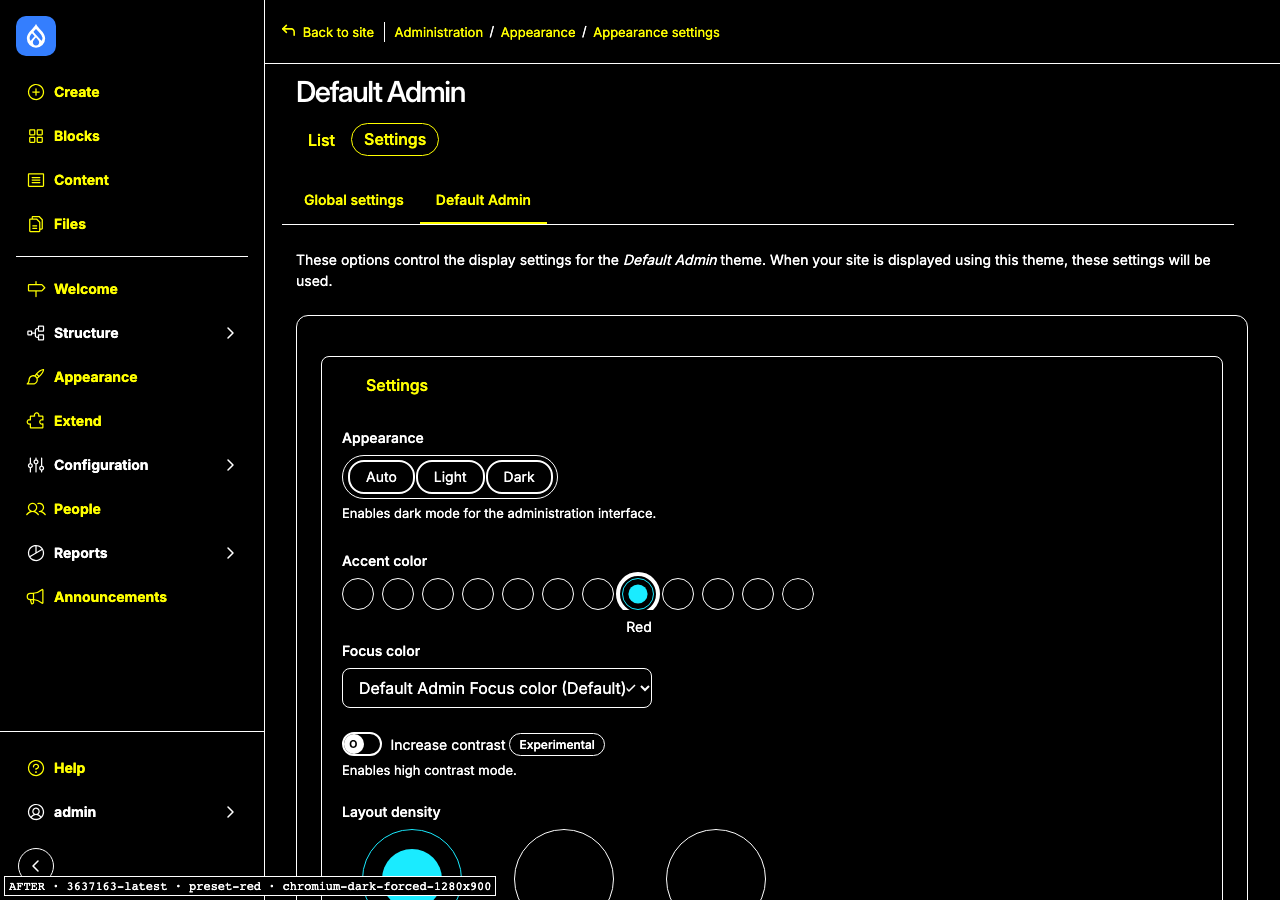 Create
Blocks
Content
Files
Welcome
Structure
Appearance
Extend
Configuration
People
Reports
Announcements
Help
admin
Back to site
Administration / Appearance / Appearance settings
Default Admin
List
Settings
Global settings
Default Admin
These options control the display settings for the Default Admin theme. When your site is displayed using this theme, these settings will be
used.
Settings
Appearance
Auto
Light
Dark
Enables dark mode for the administration interface.
Accent color
Red
Focus color
Default Admin Focus color (Default)
Increase contrast
Experimental
Enables high contrast mode.
Layout density
AFTER · 3637163-latest · preset-red · chromium-dark-forced-1280x900